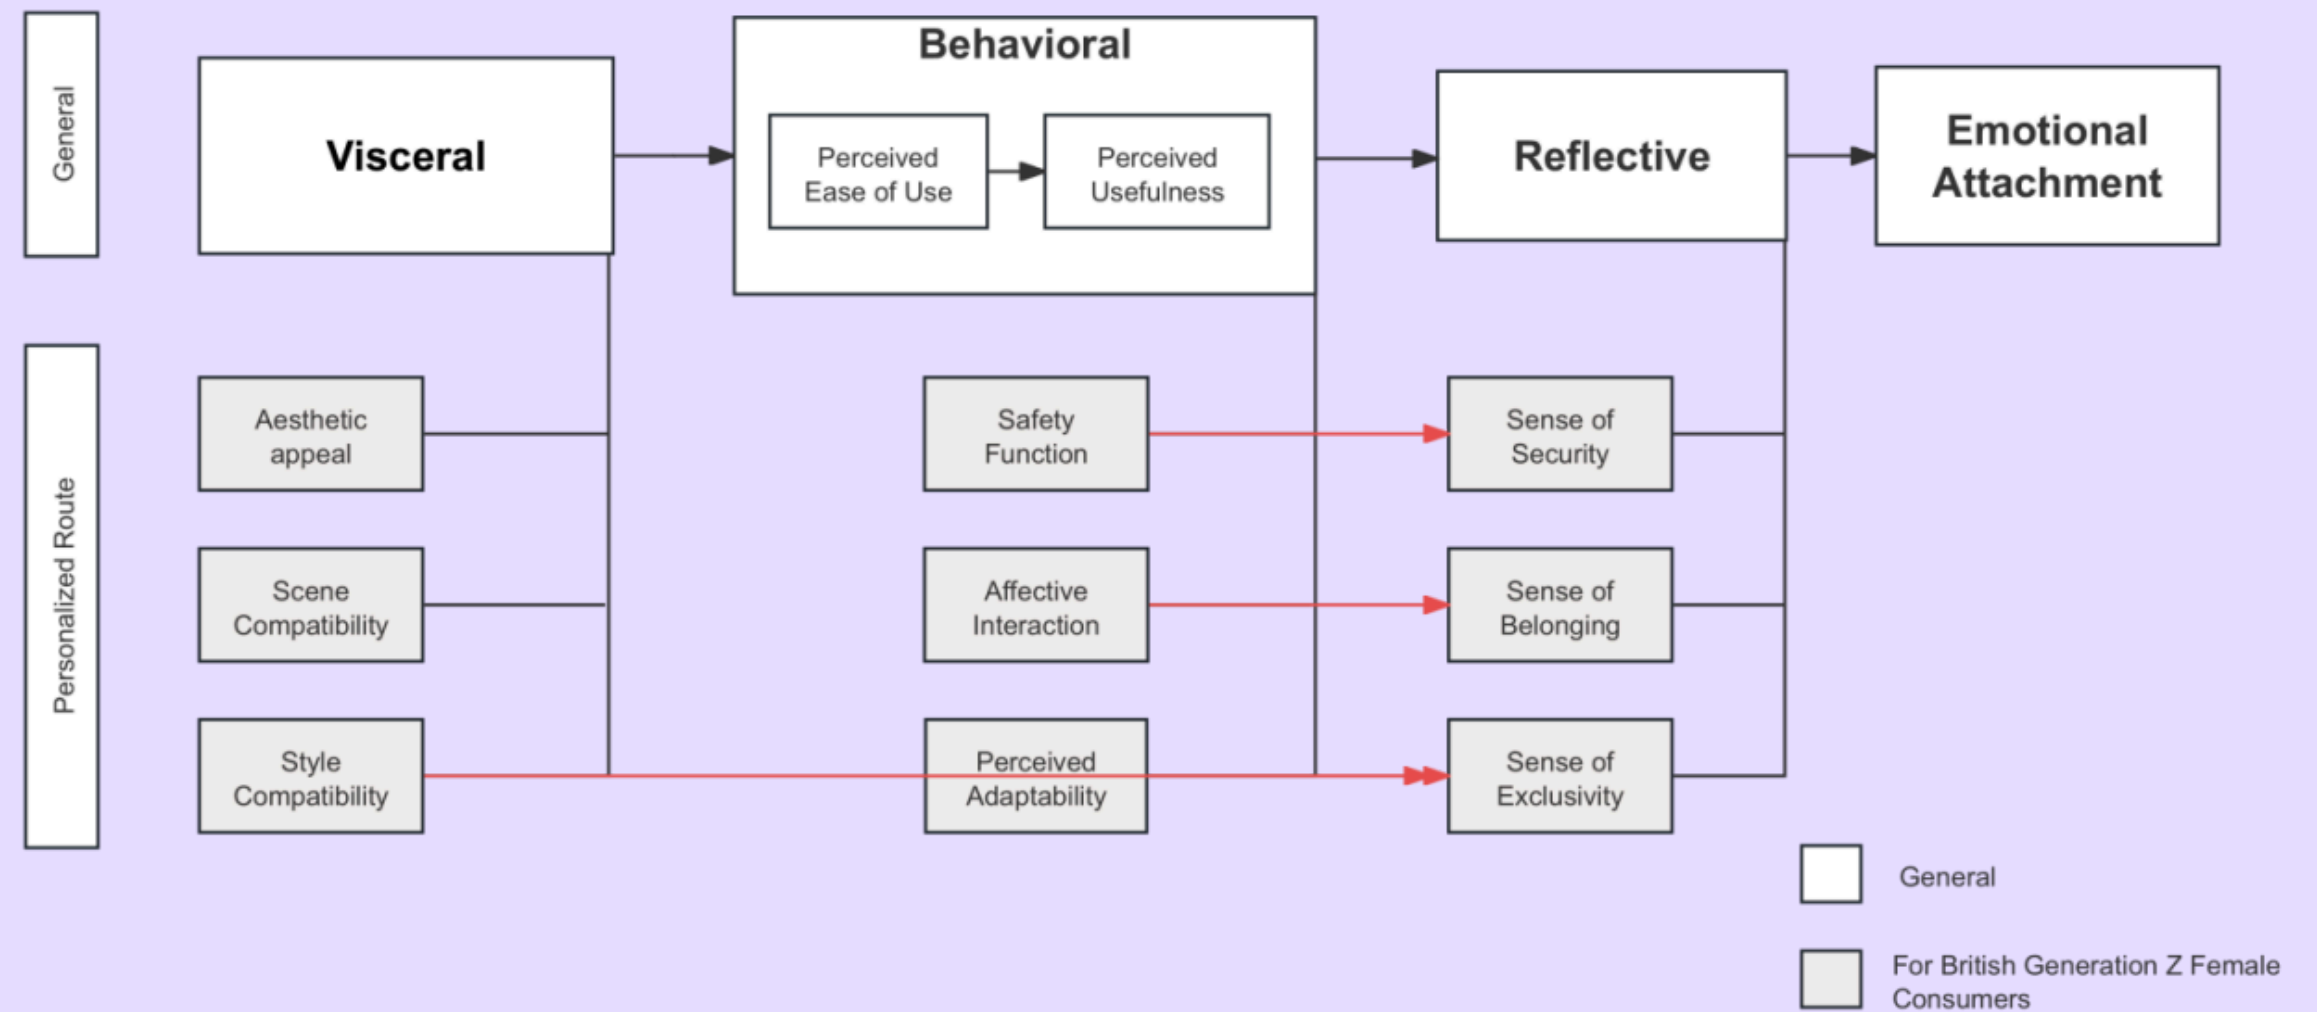 General
Visceral
Behavioral
Perceived
Ease of Use
Perceived
Usefulness
Reflective
Emotional
Attachment
Personalized Route
Aesthetic
appeal
Safety
Function
Sense of
Security
Scene
Compatibility
Affective
Interaction
Sense of
Belonging
Style
Compatibility
Perceived
Adaptability
Sense of
Exclusivity
General
For British Generation Z Female
Consumers